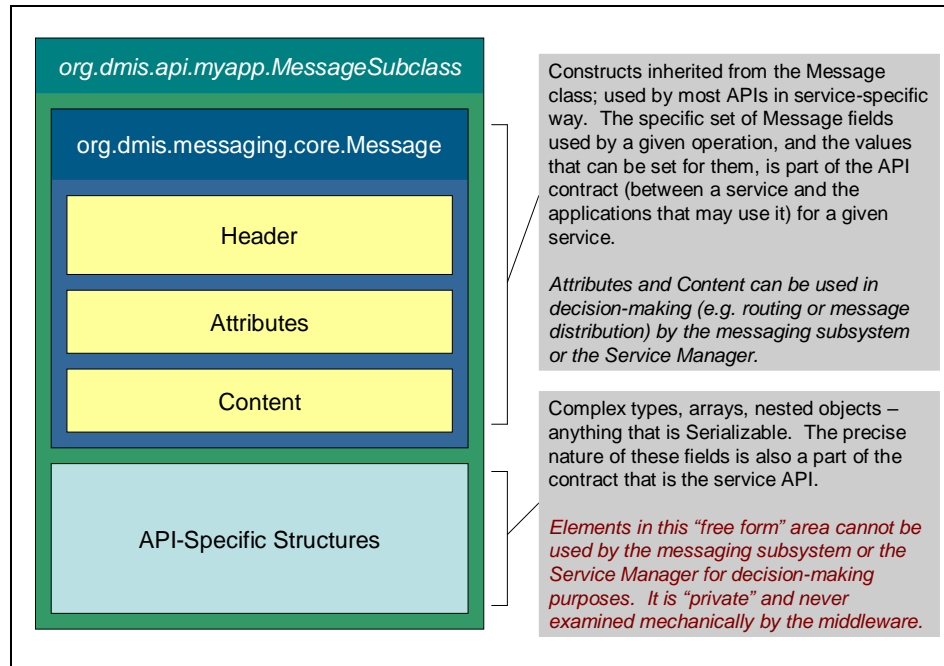 org.dmis.api.myapp.MessageSubclass
org.dmis.messaging.core.Message
Header
Attributes
Content
API-Specific Structures
Constructs inherited from the Message
class; used by most APIs in service-specific
way.  The specific set of Message fields
used by a given operation, and the values
that can be set for them, is part of the API
contract (between a service and the
applications that may use it) for a given
service.
Attributes and Content can be used in
decision-making (e.g. routing or message
distribution) by the messaging subsystem
or the Service Manager.
Complex types, arrays, nested objects –
anything that is Serializable.  The precise
nature of these fields is also a part of the
contract that is the service API.
Elements in this “free form” area cannot be
used by the messaging subsystem or the
Service Manager for decision-making
purposes.  It is “private” and never
examined mechanically by the middleware.